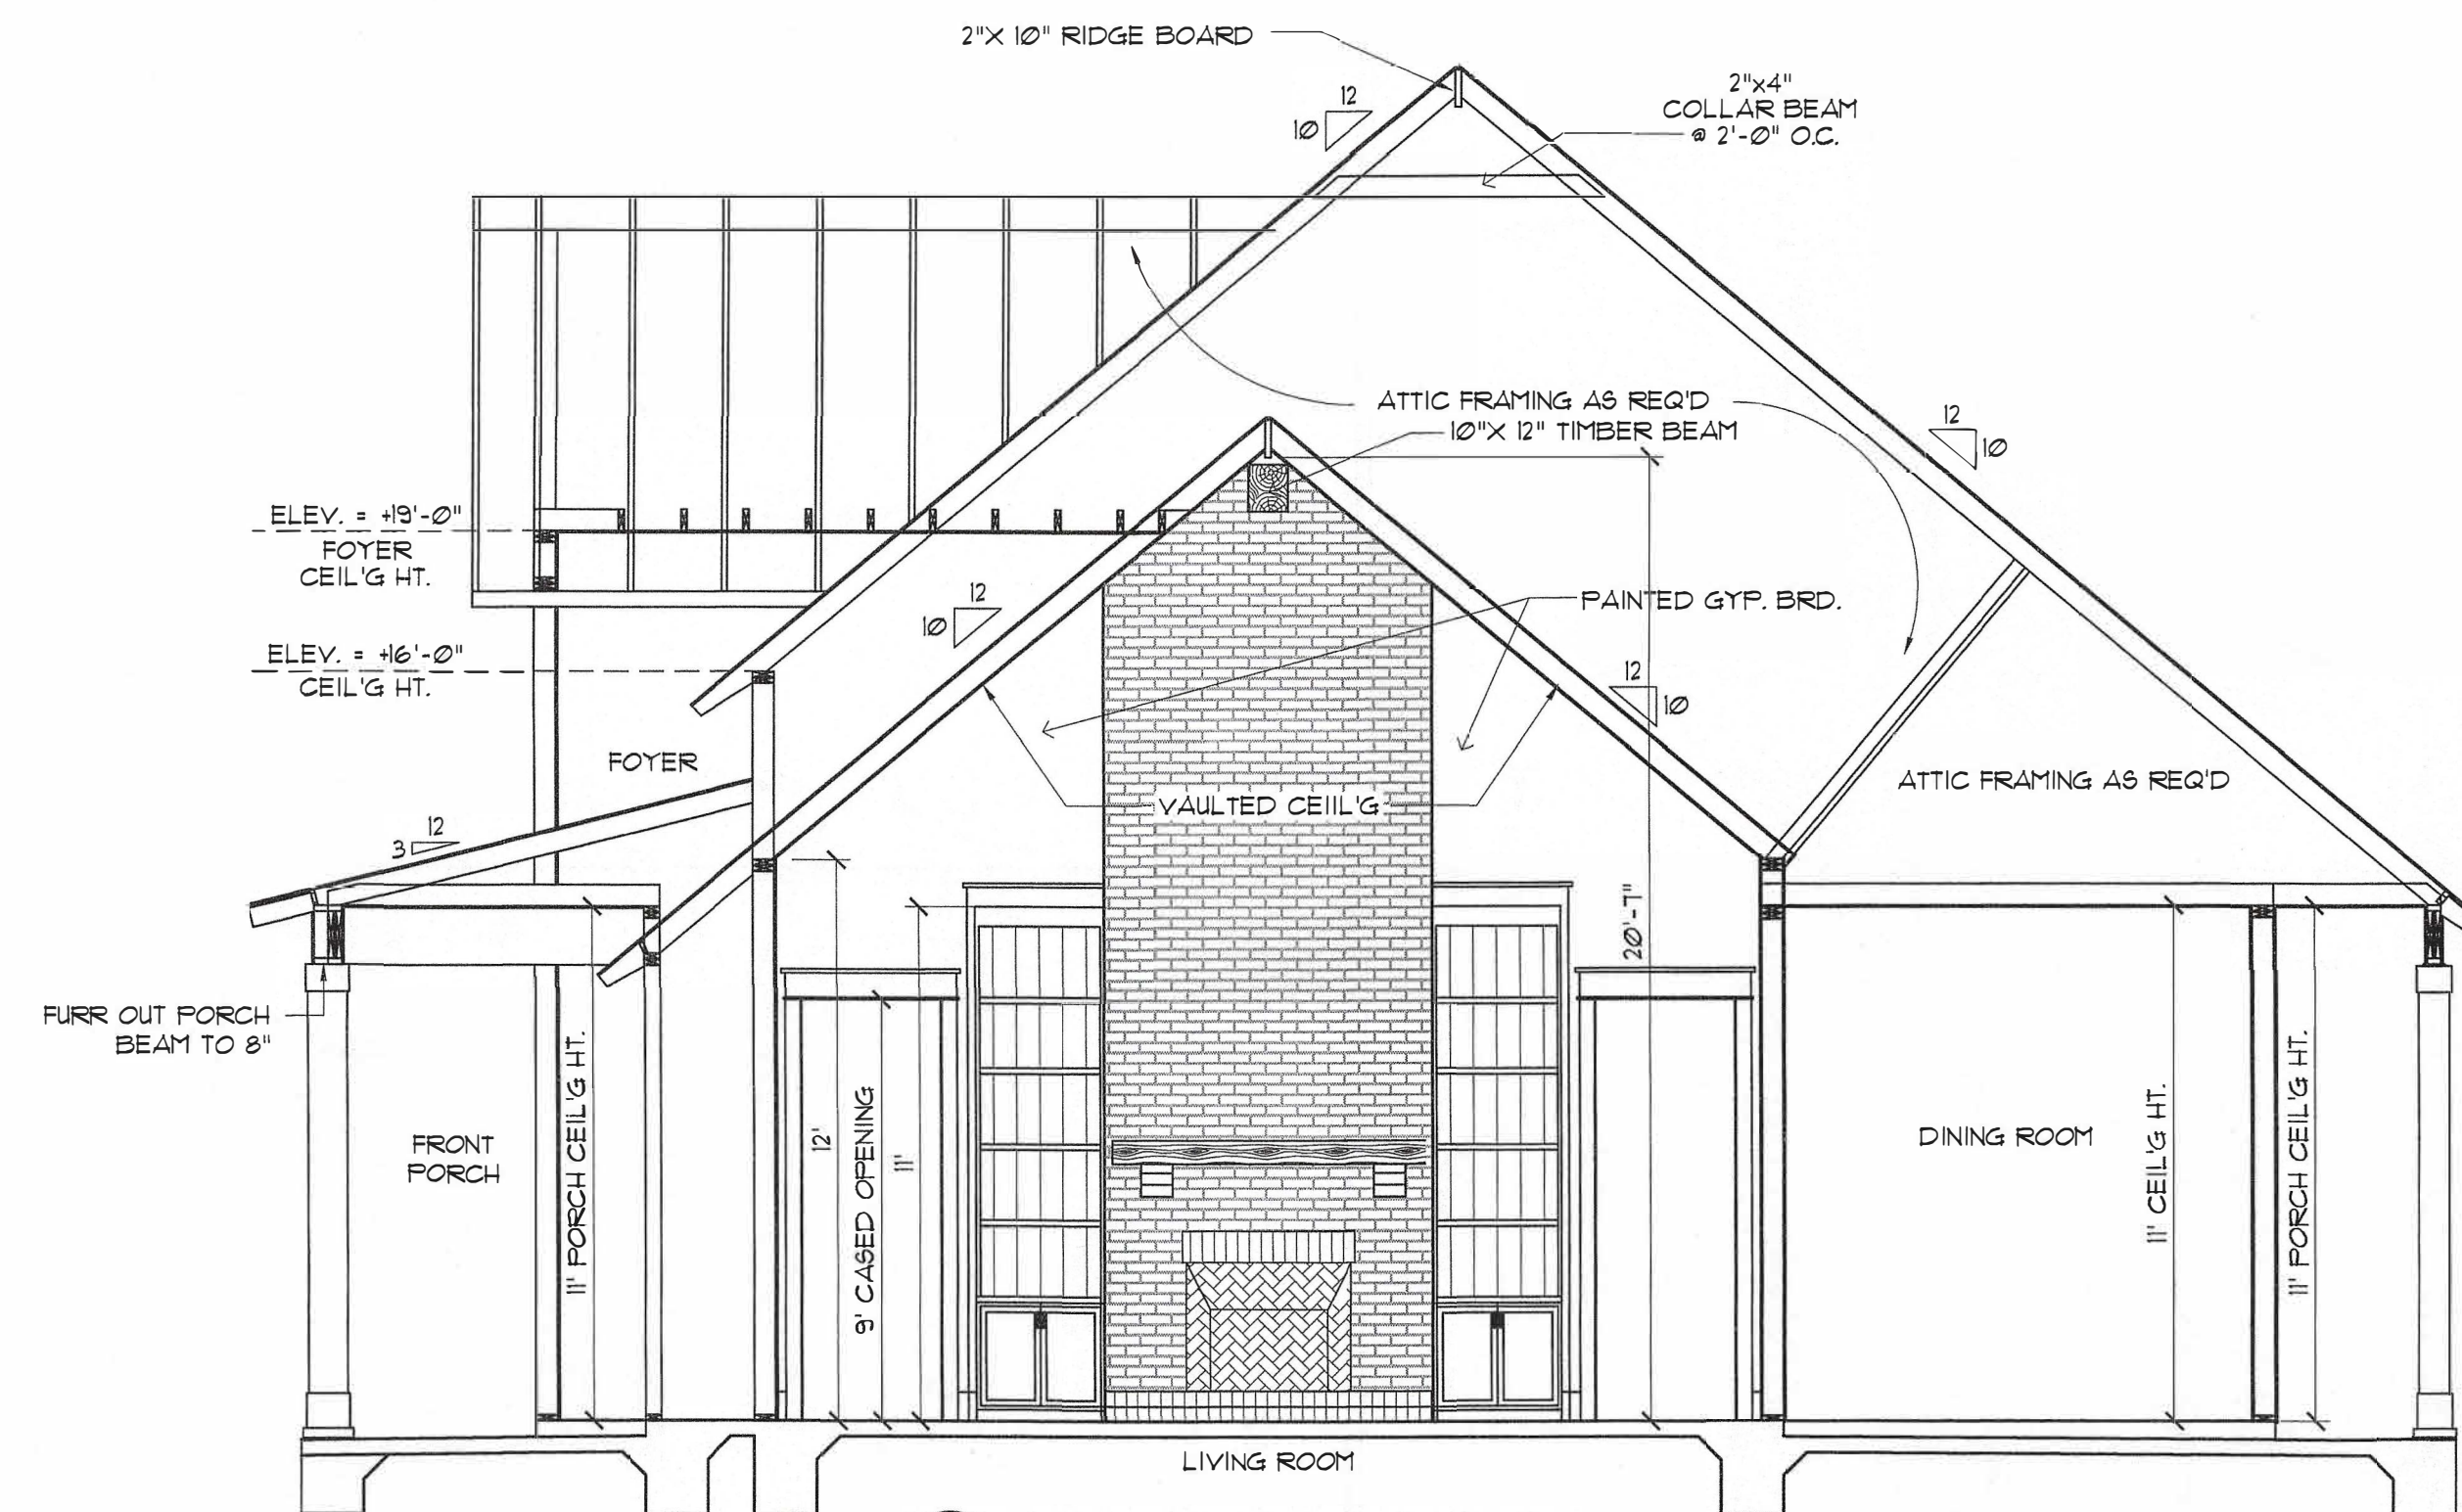 2"X 10" RIDGE BOARD
2"x4"
COLLAR BEAM
@ 2'-0" O.C.
12
10
ATTIC FRAMING AS REQ'D
10"X 12" TIMBER BEAM
12
10
ELEV. = +19'-0"
FOYER
CEIL'G HT.
12
10
PAINTED GYP. BRD.
ELEV. = +16'-0"
CEIL'G HT.
12
10
FOYER
VAULTED CEIIL'G
ATTIC FRAMING AS REQ'D
12
3
20'-7"
FURR OUT PORCH
BEAM TO 8"
FRONT
PORCH
11' PORCH CEIL'G HT.
12'
9' CASED OPENING
11'
DINING ROOM
11' CEIL'G HT.
11' PORCH CEIL'G HT.
LIVING ROOM